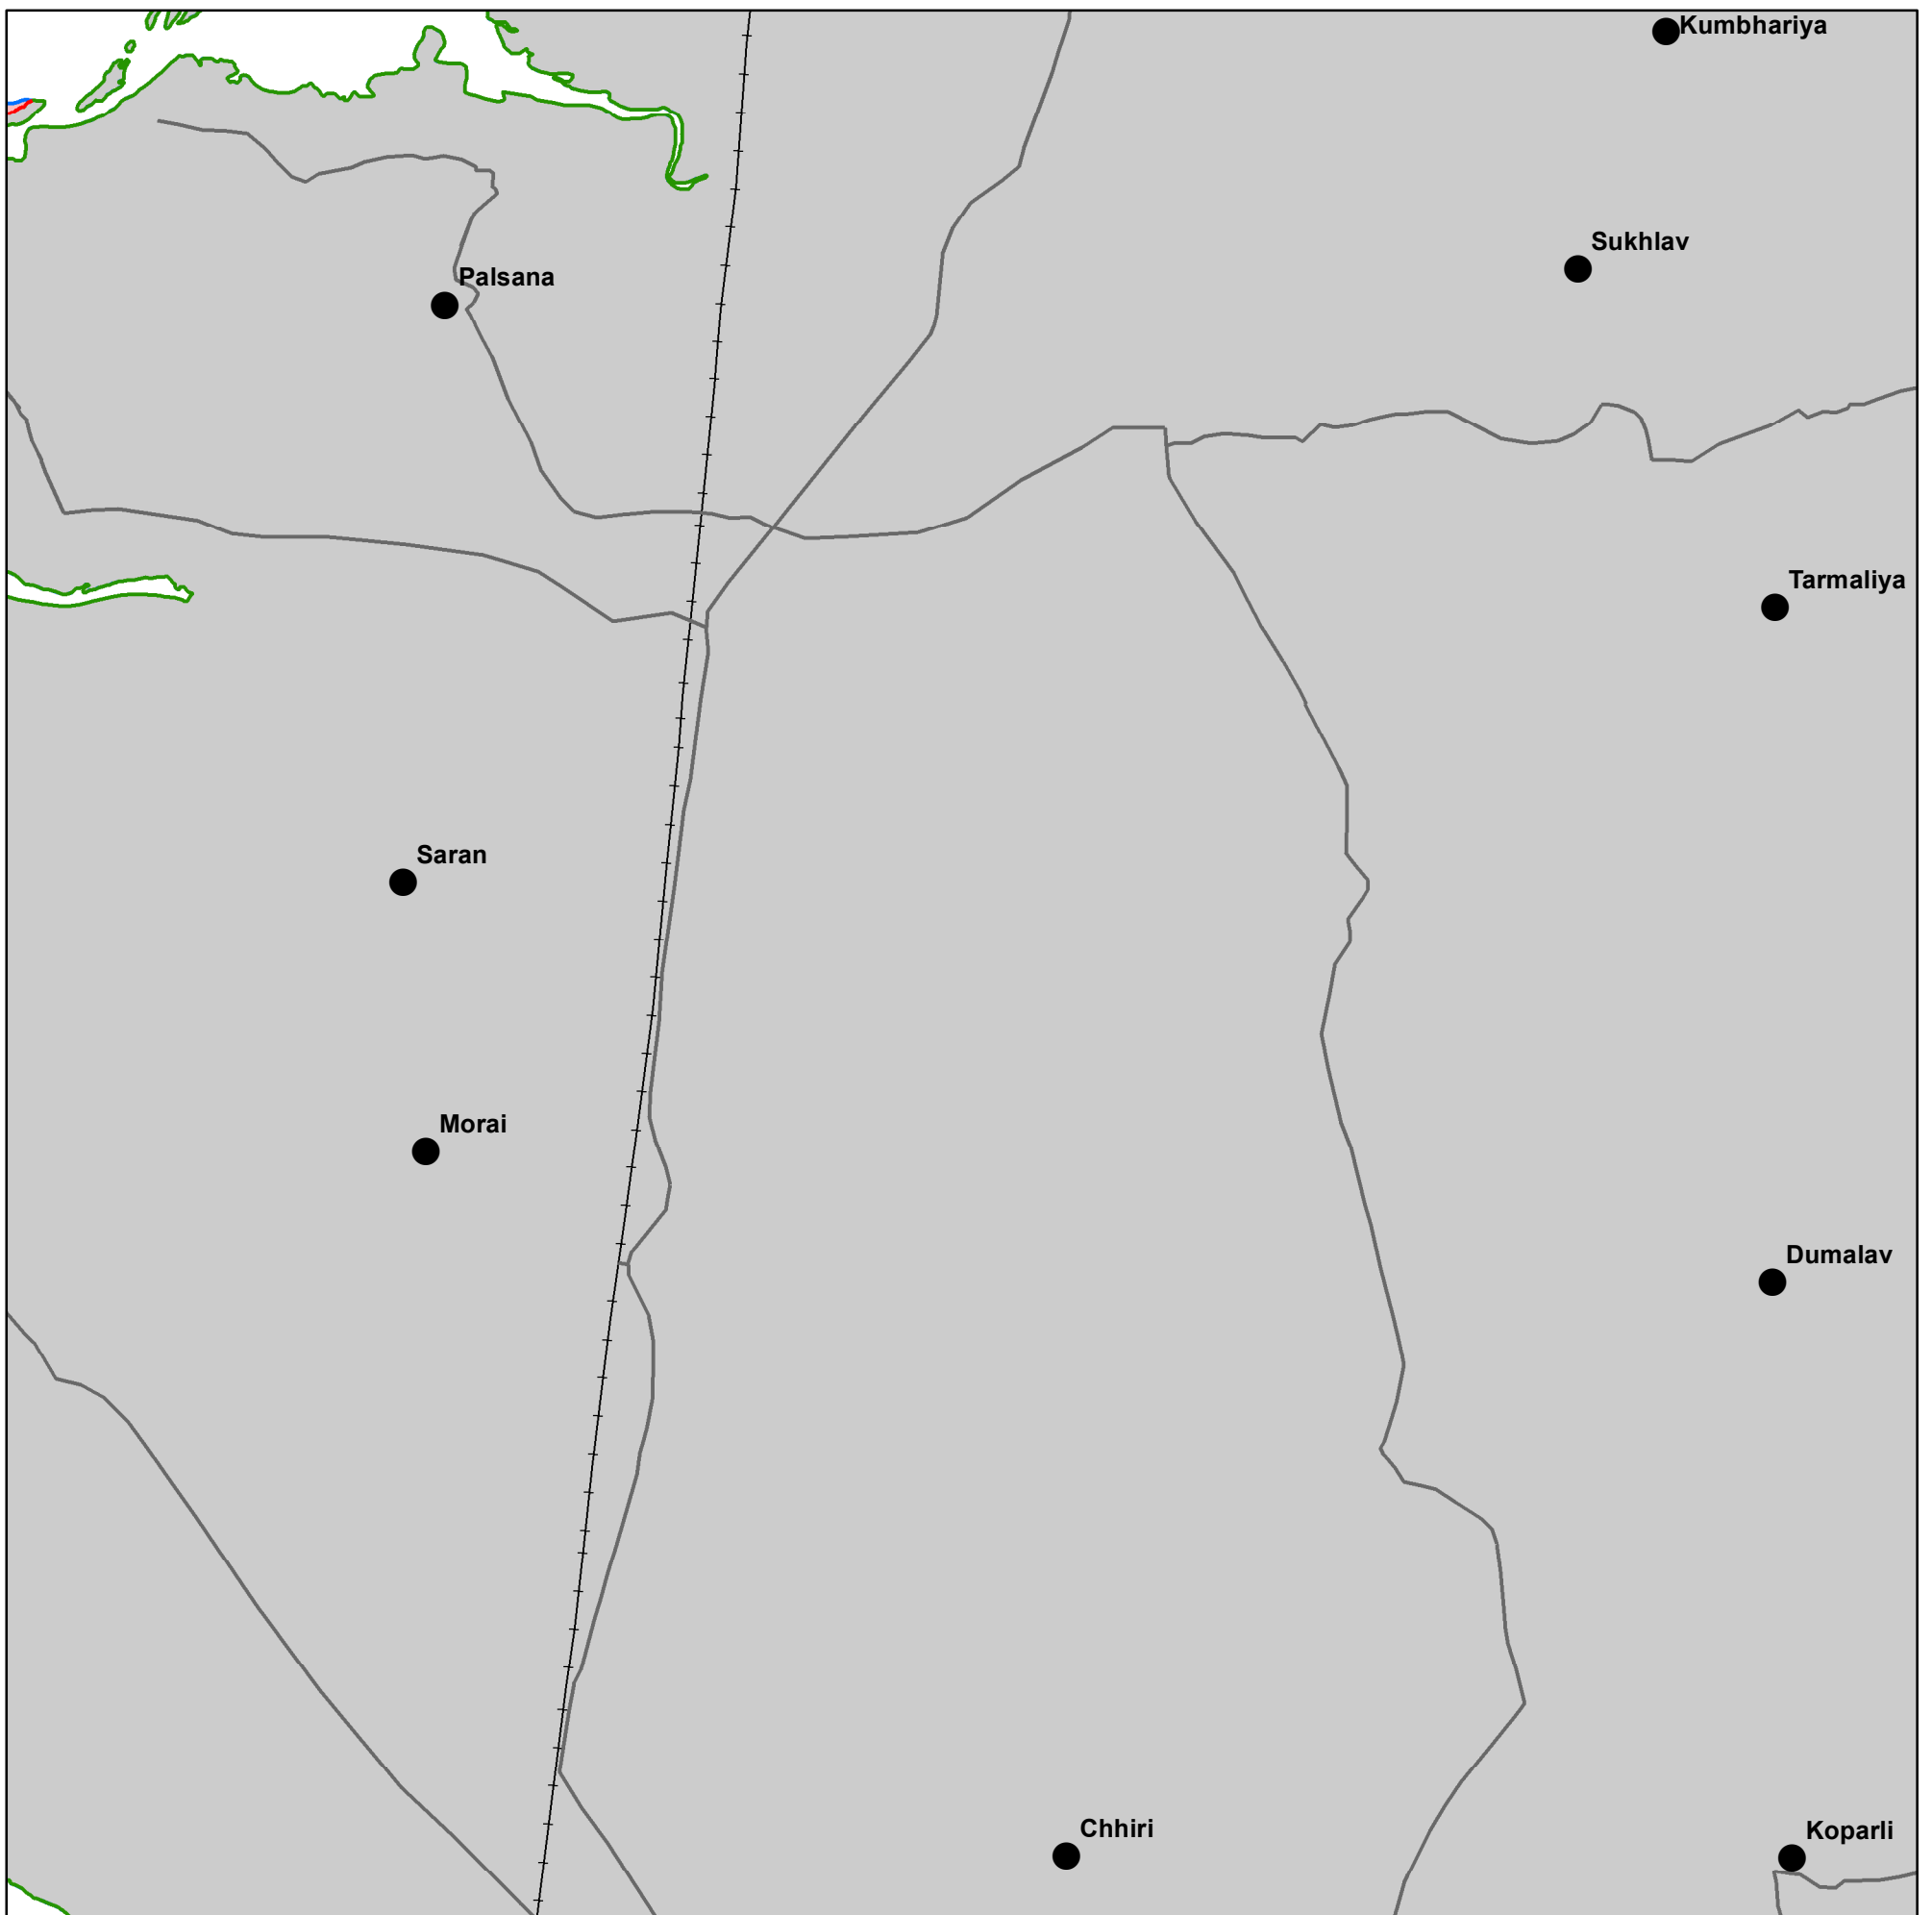 Kumbhariya
Sukhlav
Palsana
Tarmaliya
Saran
Morai
Dumalav
Chhiri
Koparli